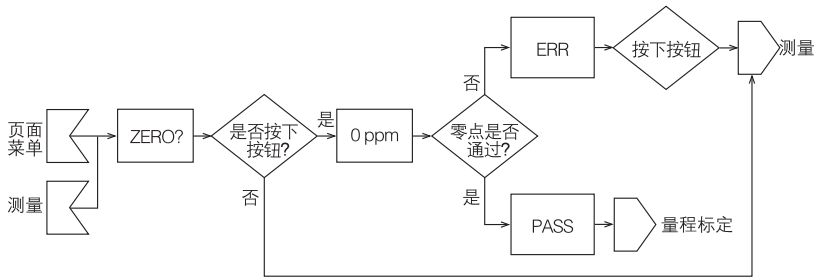 页面
菜单
测量
ZERO?
是否按下
按钮?
是
否
0 ppm
零点是否
通过?
否
是
ERR
按下按钮
测量
PASS
量程标定